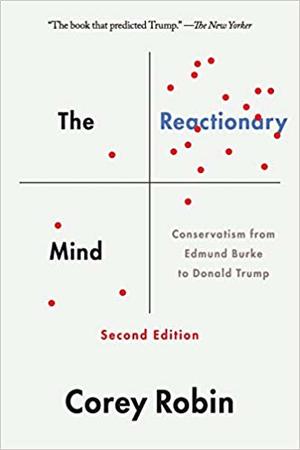 “The book that predicted Trump.” —The New Yorker
The Reactionary
Mind
Conservatism from
Edmund Burke
to Donald Trump
Second Edition
Corey Robin